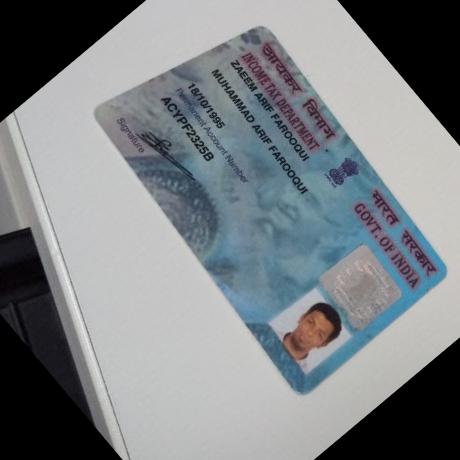 आयकर विभाग
INCOME TAX DEPARTMENT
भारत सरकार
GOVT. OF INDIA
ZAEEM ARIF FAROOQUI
MUHAMMAD ARIF FAROOQUI
18/10/1995
Permanent Account Number
ACYPF2325B
Signature